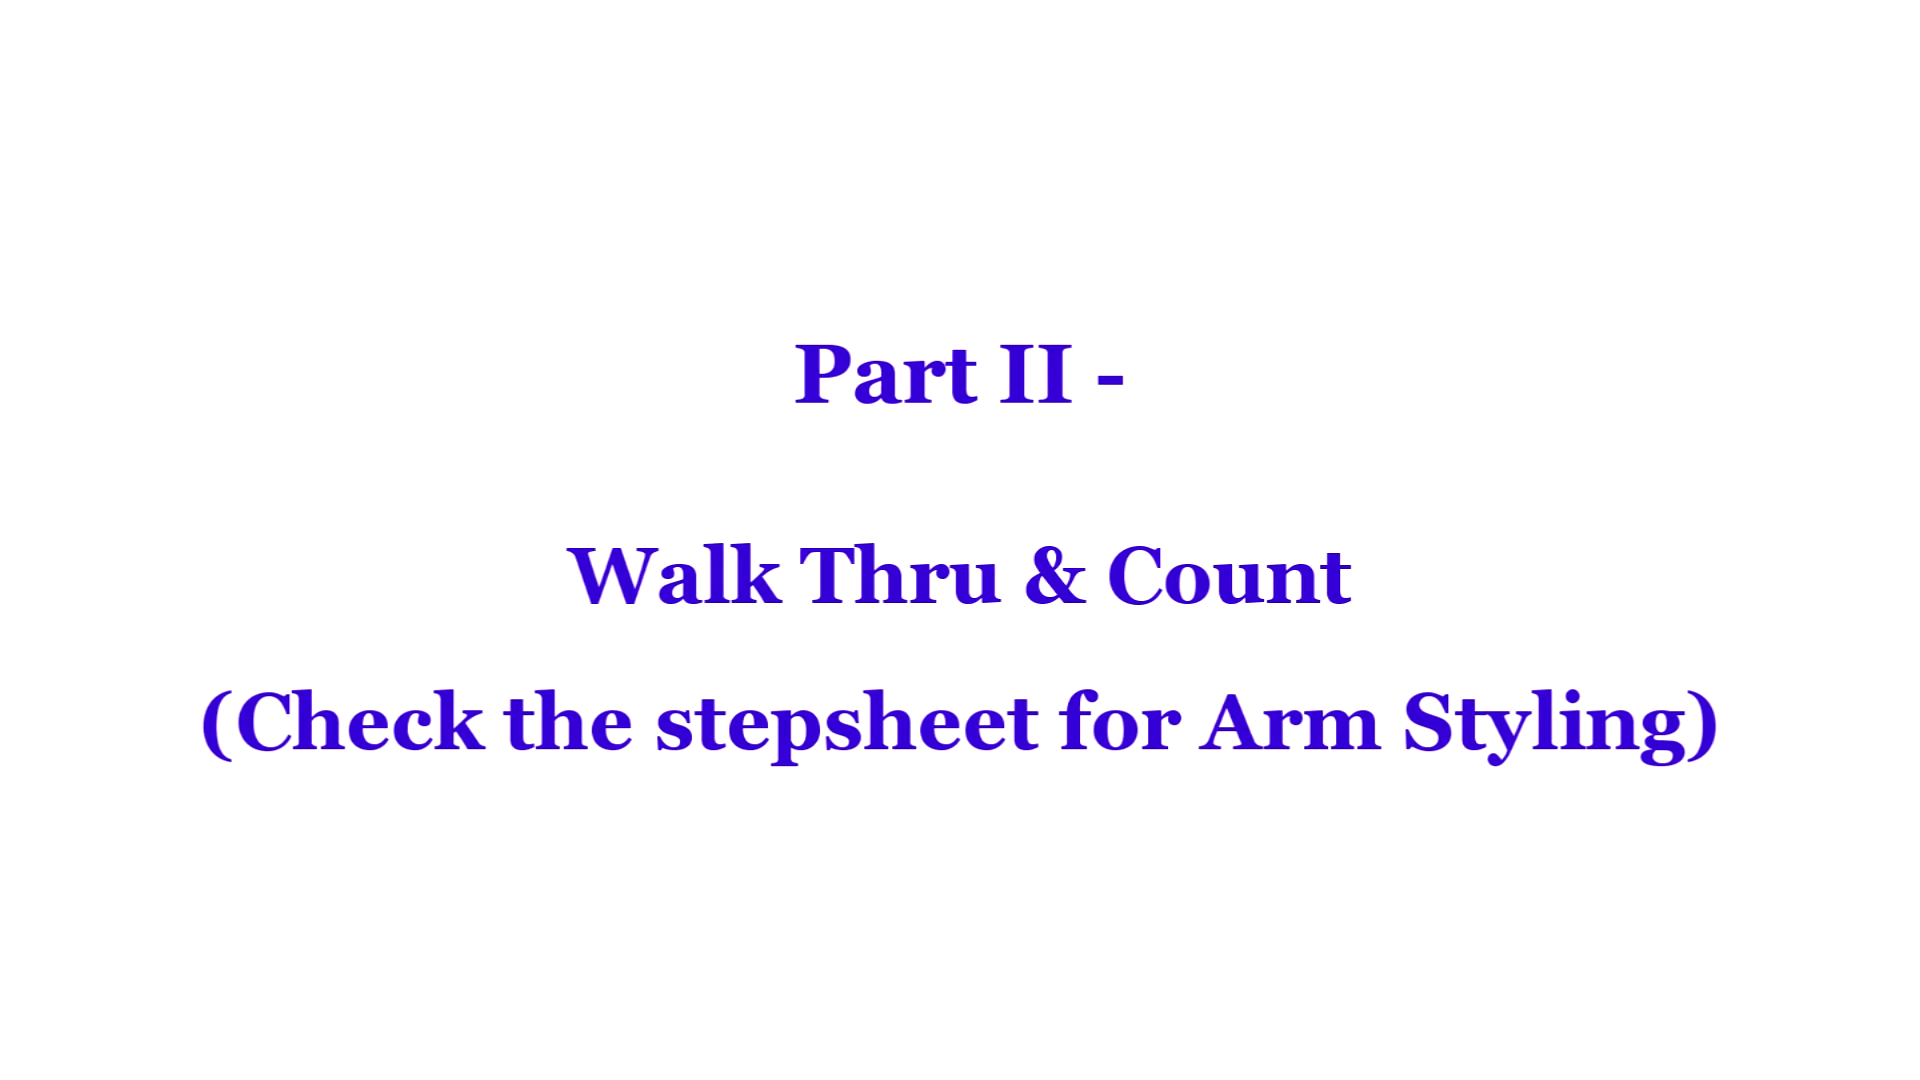 Part II -
Walk Thru & Count
(Check the stepsheet for Arm Styling)